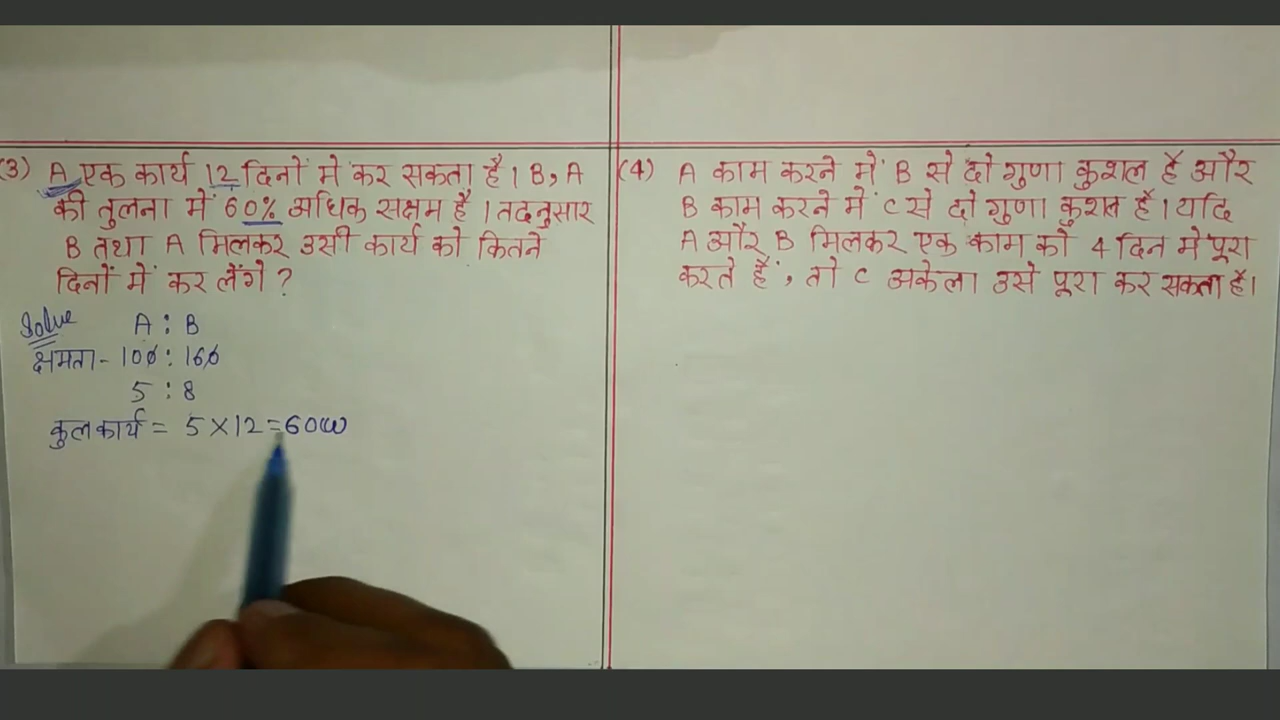 (3) A एक कार्य 12 दिनों में कर सकता है। B, A
की तुलना में 60% अधिक सक्षम है। तदनुसार
B तथा A मिलकर उसी कार्य को कितने
दिनों में कर लेंगे ?
Solve A : B
क्षमता - 100 : 160
5 : 8
कुल कार्य = 5 × 12 = 60W
(4) A काम करने में B से दो गुणा कुशल है और
B काम करने में C से दो गुणा कुशल है। यदि
A और B मिलकर एक काम को 4 दिन में पूरा
करते हैं, तो C अकेला उसे पूरा कर सकता है।